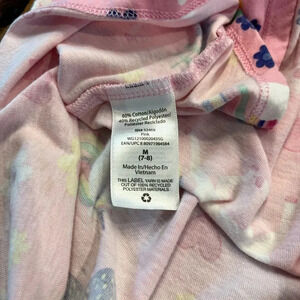 60% Cotton/Algodón
40% Recycled Polyester/
Poliéster Reciclado
Pink
M
(7-8)
Made In/Hecho En
Vietnam
THIS LABEL YARN IS MADE
OUT OF 100% RECYCLED
POLYESTER MATERIALS